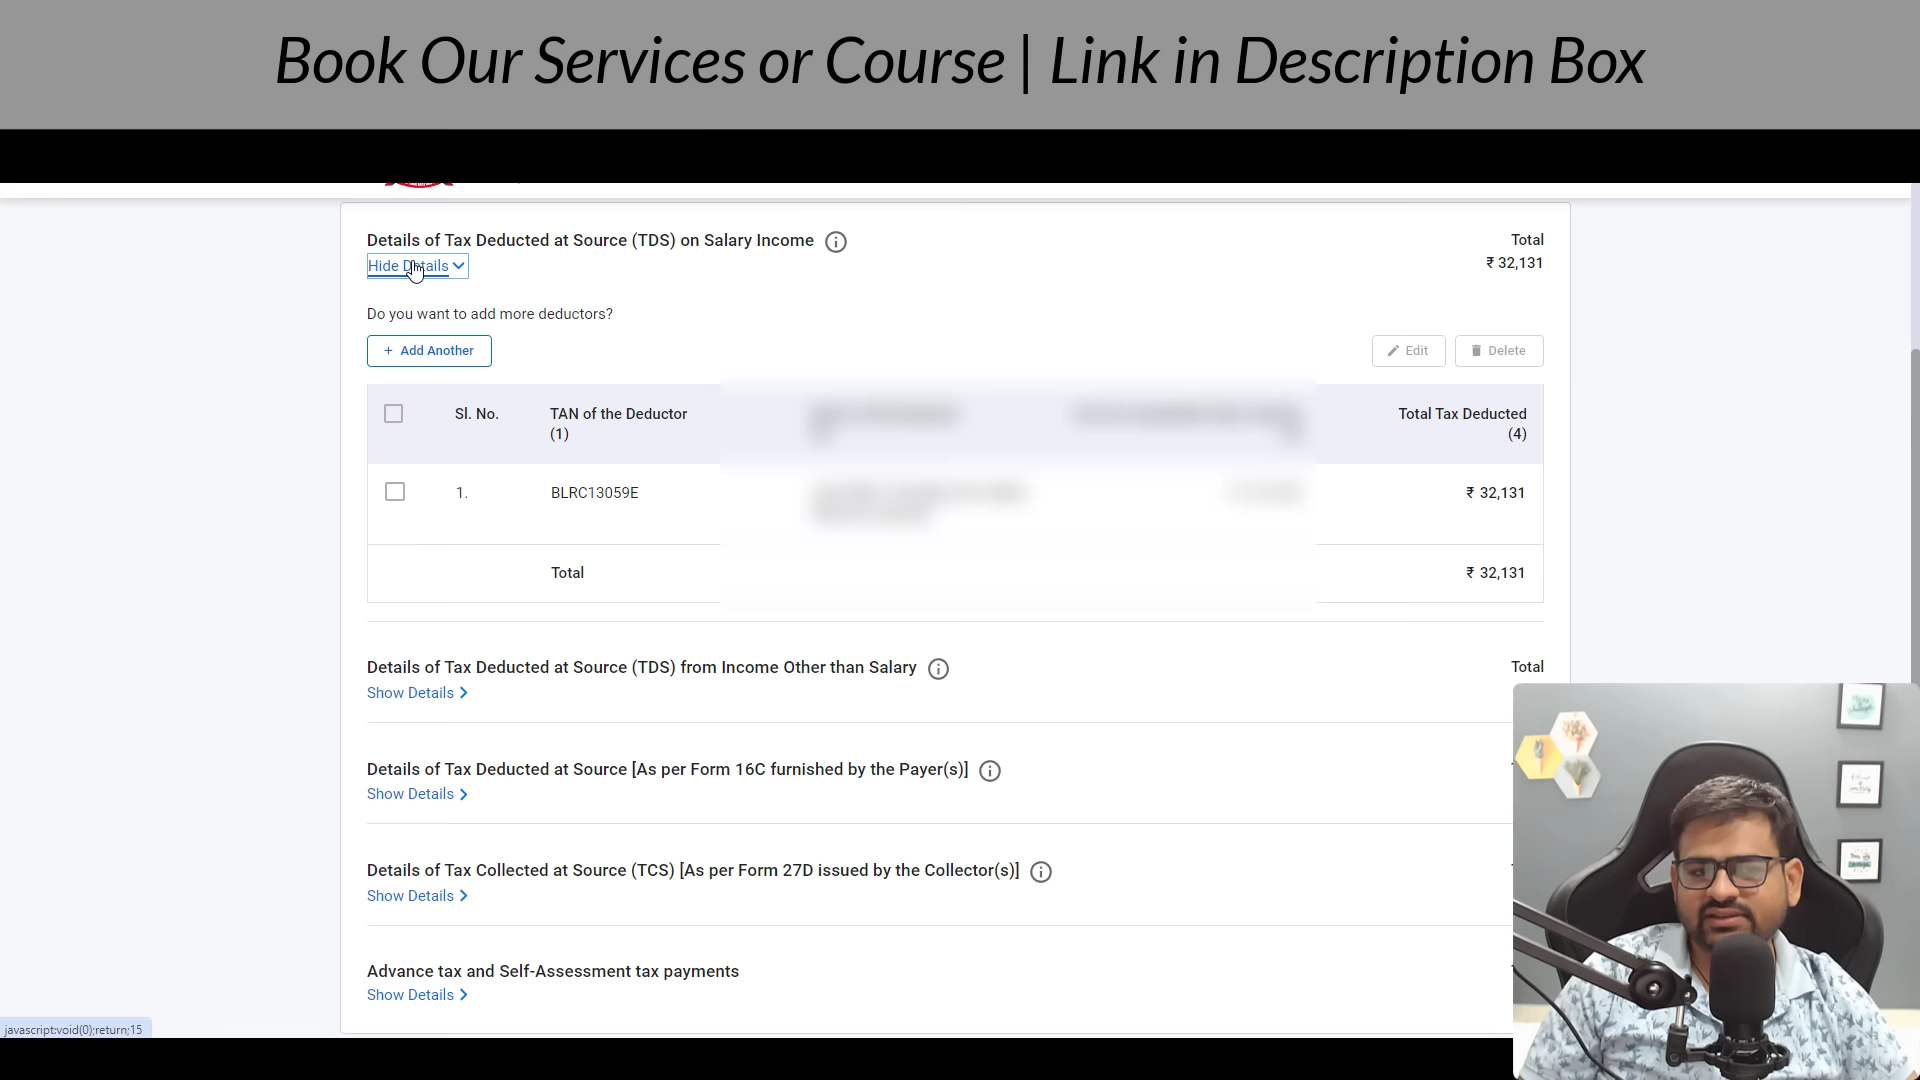 Book Our Services or Course | Link in Description Box
Details of Tax Deducted at Source (TDS) on Salary Income
Total
Hide Details
₹ 32,131
Do you want to add more deductors?
+ Add Another
Edit
Delete
Sl. No.
TAN of the Deductor
(1)
Total Tax Deducted
(4)
1.
BLRC13059E
₹ 32,131
Total
₹ 32,131
Details of Tax Deducted at Source (TDS) from Income Other than Salary
Total
Show Details
Details of Tax Deducted at Source [As per Form 16C furnished by the Payer(s)]
Show Details
Details of Tax Collected at Source (TCS) [As per Form 27D issued by the Collector(s)]
Show Details
Advance tax and Self-Assessment tax payments
Show Details
javascript:void(0);return;15